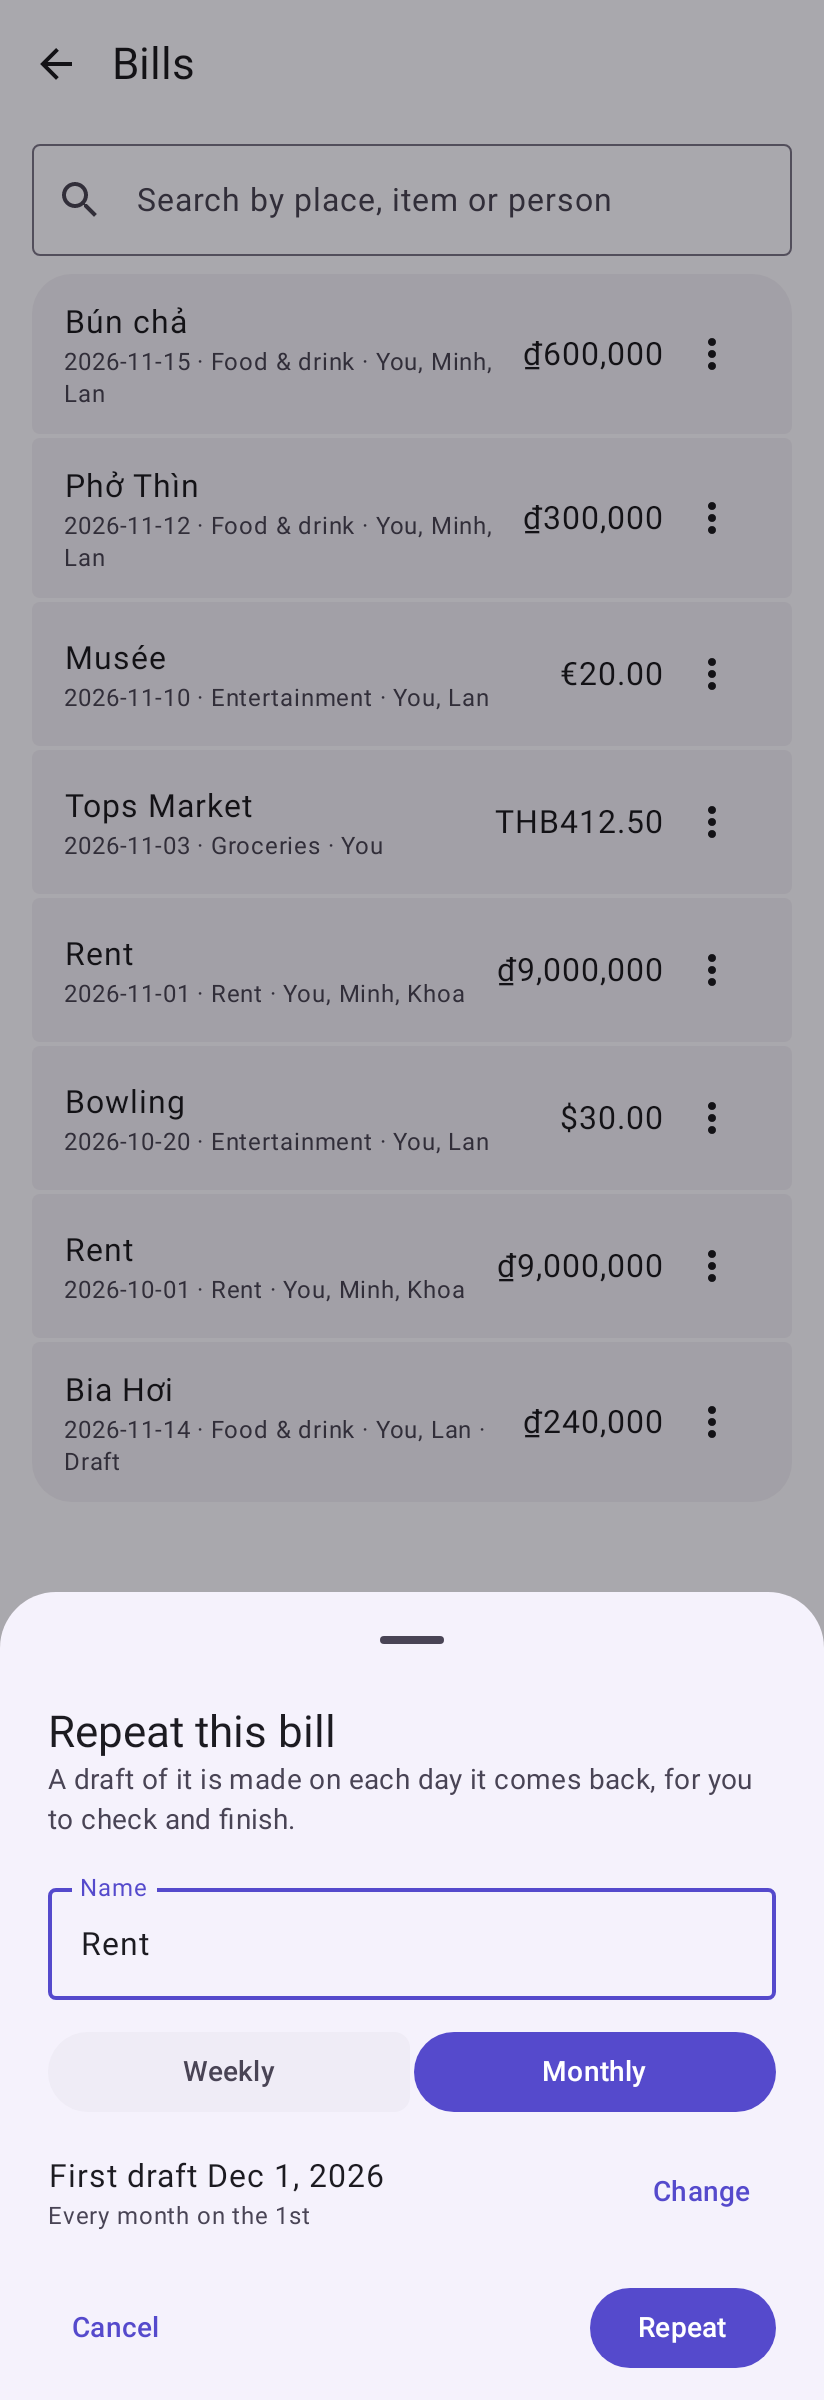 Bills
Search by place, item or person
Bún chả
2026-11-15 · Food & drink · You, Minh,
Lan
₫600,000
Phở Thìn
2026-11-12 · Food & drink · You, Minh,
Lan
₫300,000
Musée
2026-11-10 · Entertainment · You, Lan
€20.00
Tops Market
2026-11-03 · Groceries · You
THB412.50
Rent
2026-11-01 · Rent · You, Minh, Khoa
₫9,000,000
Bowling
2026-10-20 · Entertainment · You, Lan
$30.00
Rent
2026-10-01 · Rent · You, Minh, Khoa
₫9,000,000
Bia Hơi
2026-11-14 · Food & drink · You, Lan ·
Draft
₫240,000
Repeat this bill
A draft of it is made on each day it comes back, for you
to check and finish.
Name
Rent
Weekly
Monthly
First draft Dec 1, 2026
Every month on the 1st
Change
Cancel
Repeat